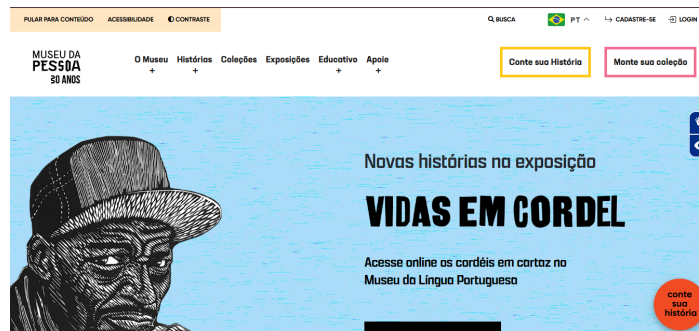 PULAR PARA CONTEÚDO ACESSIBILIDADE CONTRASTE BUSCA PT CADASTRE-SE LOGIN
MUSEU DA
PESSOA
30 ANOS
O Museu Histórias Coleções Exposições Educativo Apoie
+ + + +
Conte sua História Monte sua coleção
Novas histórias na exposição
VIDAS EM CORDEL
Acesse online os cordéis em cartaz no
Museu da Língua Portuguesa
conte
sua
história